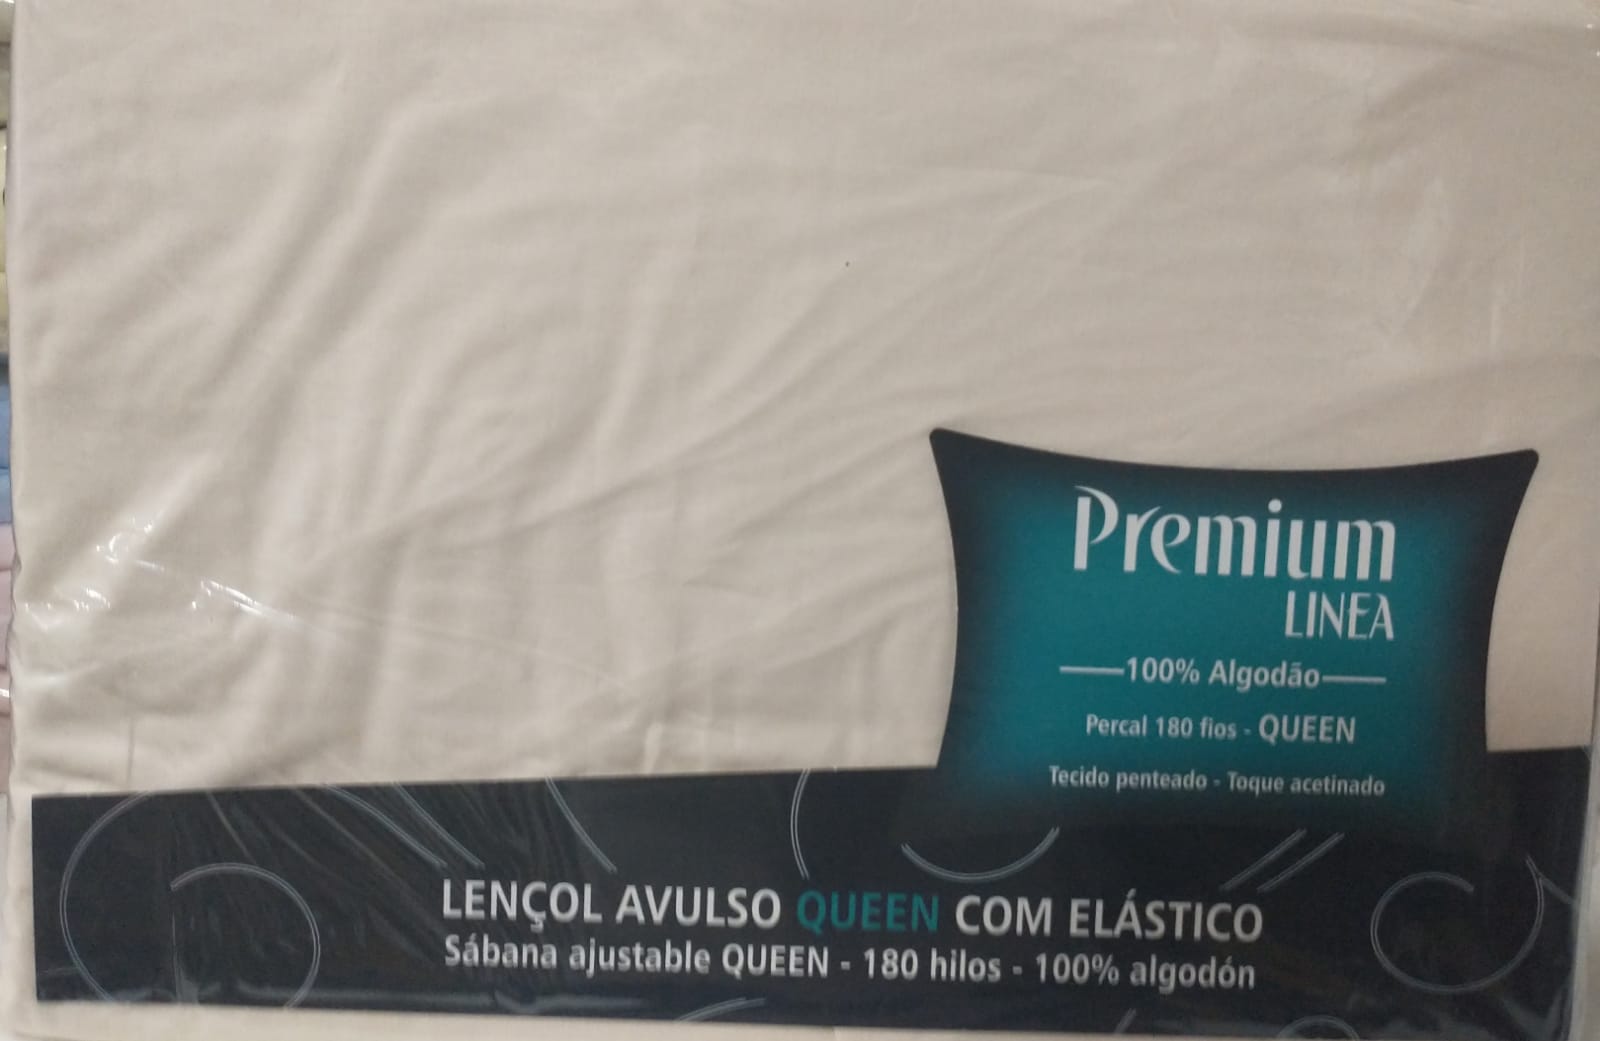 Premium
LINEA
100% Algodão
Percal 180 fios - QUEEN
Tecido penteado - Toque acetinado
LENÇOL AVULSO QUEEN COM ELÁSTICO
Sábana ajustable QUEEN - 180 hilos - 100% algodón